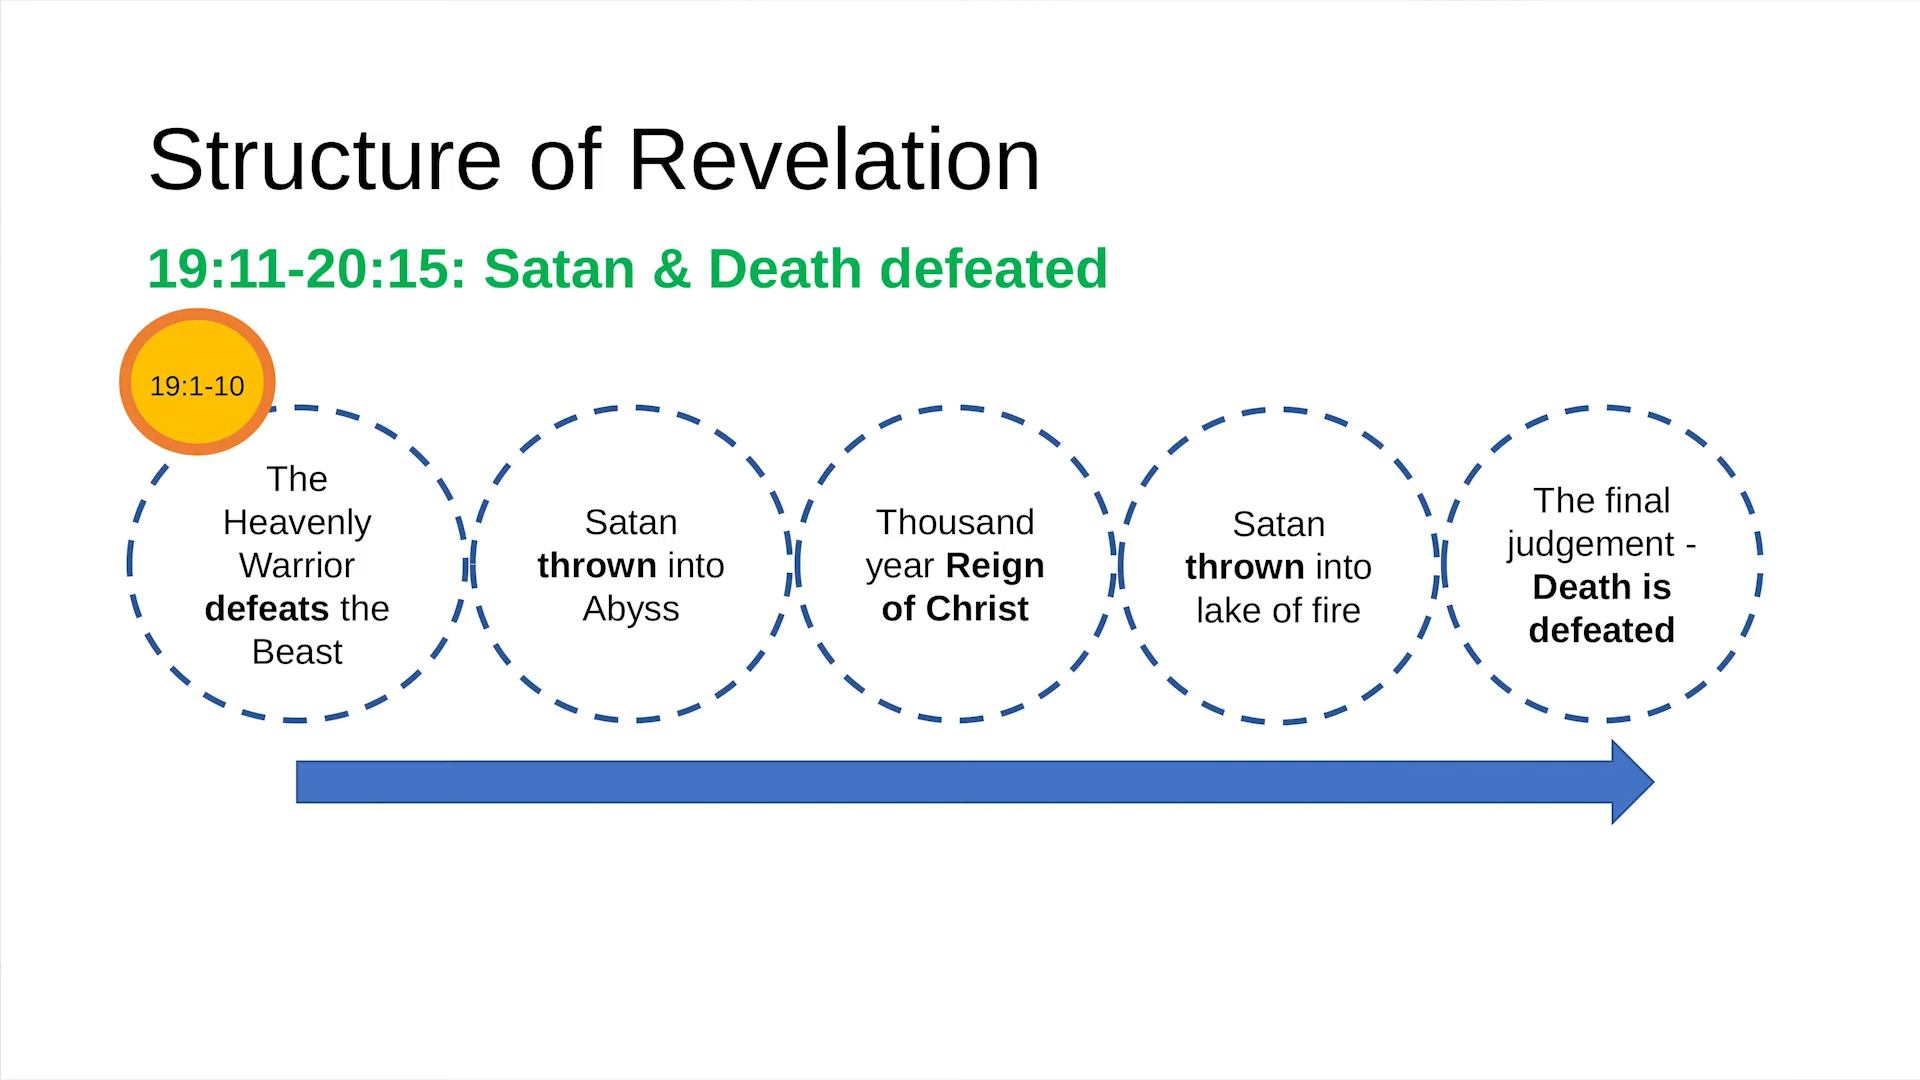 Structure of Revelation
19:11-20:15: Satan & Death defeated
19:1-10
The
Heavenly
Warrior
defeats the
Beast
Satan
thrown into
Abyss
Thousand
year Reign
of Christ
Satan
thrown into
lake of fire
The final
judgement -
Death is
defeated